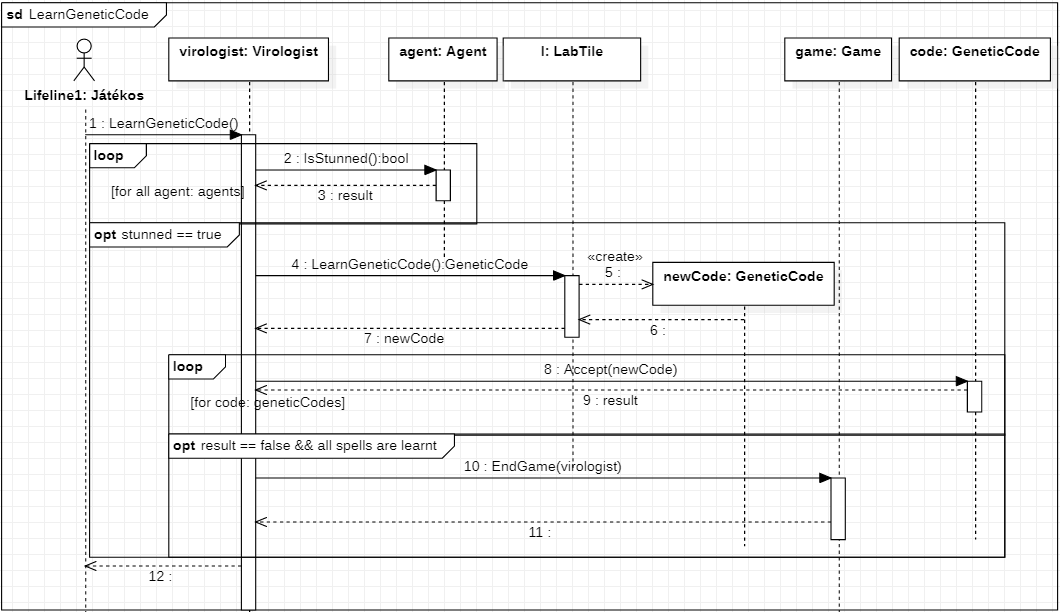 sd LearnGeneticCode
virologist: Virologist
agent: Agent
l: LabTile
game: Game
code: GeneticCode
Lifeline1: Játékos
1 : LearnGeneticCode()
loop
2 : IsStunned():bool
[for all agent: agents]
3 : result
opt stunned == true
4 : LearnGeneticCode():GeneticCode
«create»
5 :
newCode: GeneticCode
6 :
7 : newCode
loop
8 : Accept(newCode)
[for code: geneticCodes]
9 : result
opt result == false && all spells are learnt
10 : EndGame(virologist)
11 :
12 :